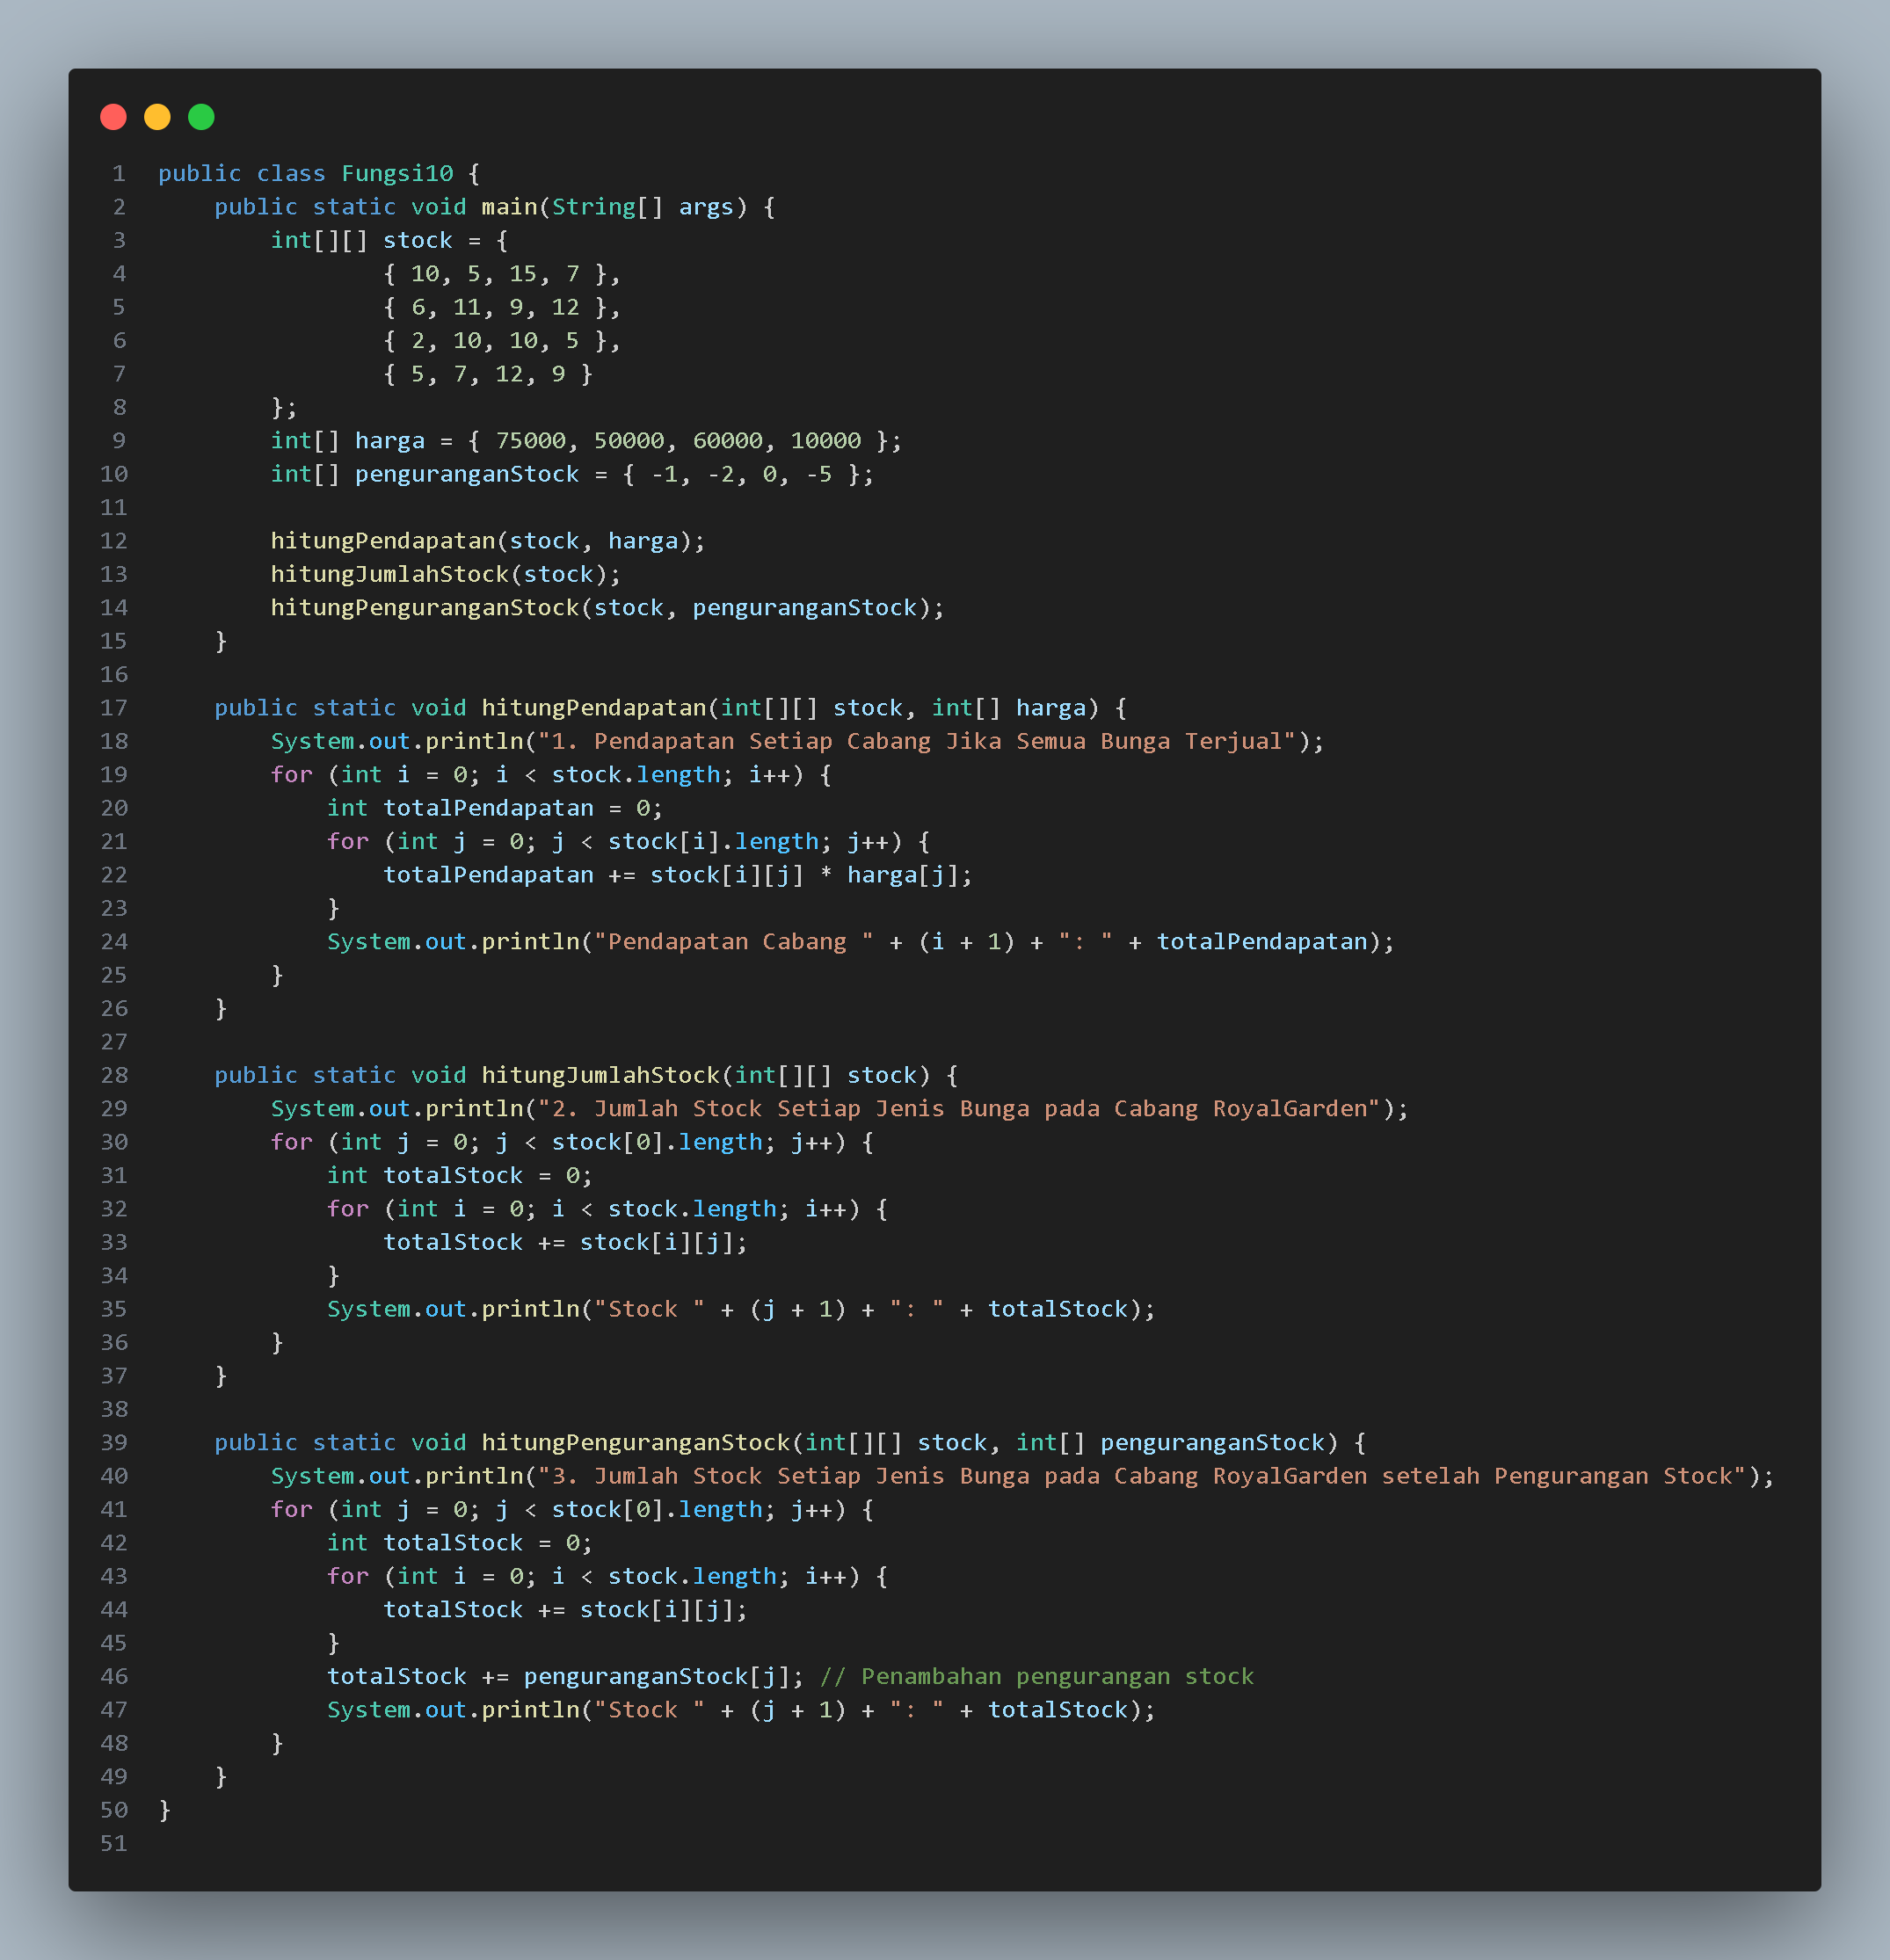 1 public class Fungsi10 {
2     public static void main(String[] args) {
3         int[][] stock = {
4                 { 10, 5, 15, 7 },
5                 { 6, 11, 9, 12 },
6                 { 2, 10, 10, 5 },
7                 { 5, 7, 12, 9 }
8         };
9         int[] harga = { 75000, 50000, 60000, 10000 };
10         int[] penguranganStock = { -1, -2, 0, -5 };
11
12         hitungPendapatan(stock, harga);
13         hitungJumlahStock(stock);
14         hitungPenguranganStock(stock, penguranganStock);
15     }
16
17     public static void hitungPendapatan(int[][] stock, int[] harga) {
18         System.out.println("1. Pendapatan Setiap Cabang Jika Semua Bunga Terjual");
19         for (int i = 0; i < stock.length; i++) {
20             int totalPendapatan = 0;
21             for (int j = 0; j < stock[i].length; j++) {
22                 totalPendapatan += stock[i][j] * harga[j];
23             }
24             System.out.println("Pendapatan Cabang " + (i + 1) + ": " + totalPendapatan);
25         }
26     }
27
28     public static void hitungJumlahStock(int[][] stock) {
29         System.out.println("2. Jumlah Stock Setiap Jenis Bunga pada Cabang RoyalGarden");
30         for (int j = 0; j < stock[0].length; j++) {
31             int totalStock = 0;
32             for (int i = 0; i < stock.length; i++) {
33                 totalStock += stock[i][j];
34             }
35             System.out.println("Stock " + (j + 1) + ": " + totalStock);
36         }
37     }
38
39     public static void hitungPenguranganStock(int[][] stock, int[] penguranganStock) {
40         System.out.println("3. Jumlah Stock Setiap Jenis Bunga pada Cabang RoyalGarden setelah Pengurangan Stock");
41         for (int j = 0; j < stock[0].length; j++) {
42             int totalStock = 0;
43             for (int i = 0; i < stock.length; i++) {
44                 totalStock += stock[i][j];
45             }
46             totalStock += penguranganStock[j]; // Penambahan pengurangan stock
47             System.out.println("Stock " + (j + 1) + ": " + totalStock);
48         }
49     }
50 }
51